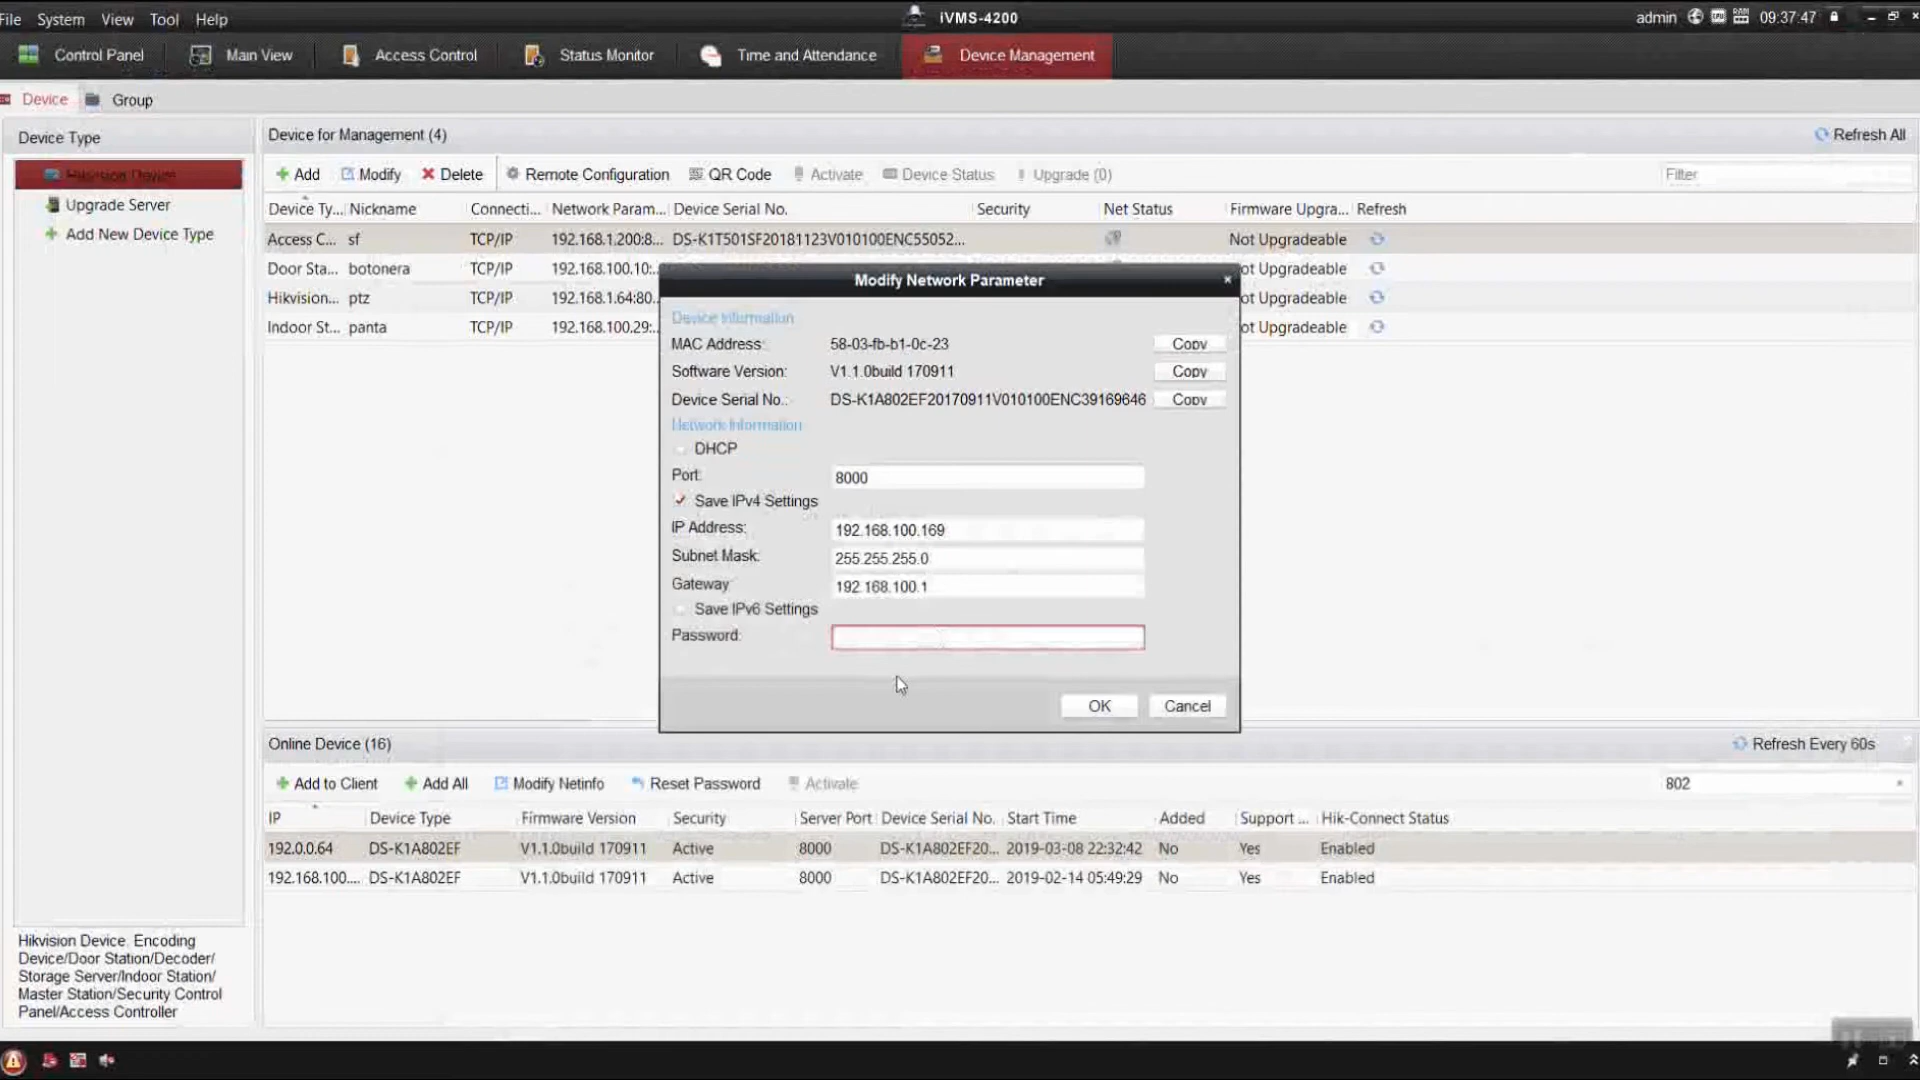 File System View Tool Help
iVMS-4200
admin 09:37:47
Control Panel Main View Access Control Status Monitor Time and Attendance Device Management
Device Group
Device Type
Hikvision Device
Upgrade Server
Add New Device Type
Device for Management (4)
Refresh All
Add Modify Delete Remote Configuration QR Code Activate Device Status Upgrade (0)
Filter
Device Ty... Nickname Connecti... Network Param... Device Serial No. Security Net Status Firmware Upgra... Refresh
Access C... sf TCP/IP 192.168.1.200:8... DS-K1T501SF20181123V010100ENC55052... Not Upgradeable
Door Sta... botonera TCP/IP 192.168.100.10:.. ot Upgradeable
Hikvision... ptz TCP/IP 192.168.1.64:80.. ot Upgradeable
Indoor St... panta TCP/IP 192.168.100.29:.. ot Upgradeable
Modify Network Parameter
Device Information
MAC Address: 58-03-fb-b1-0c-23 Copy
Software Version: V1.1.0build 170911 Copy
Device Serial No.: DS-K1A802EF20170911V010100ENC39169646 Copy
Network Information
DHCP
Port: 8000
Save IPv4 Settings
IP Address: 192.168.100.169
Subnet Mask: 255.255.255.0
Gateway 192.168.100.1
Save IPv6 Settings
Password:
OK Cancel
Online Device (16)
Refresh Every 60s
Add to Client Add All Modify Netinfo Reset Password Activate
802
IP Device Type Firmware Version Security Server Port Device Serial No. Start Time Added Support ... Hik-Connect Status
192.0.0.64 DS-K1A802EF V1.1.0build 170911 Active 8000 DS-K1A802EF20... 2019-03-08 22:32:42 No Yes Enabled
192.168.100.... DS-K1A802EF V1.1.0build 170911 Active 8000 DS-K1A802EF20... 2019-02-14 05:49:29 No Yes Enabled
Hikvision Device: Encoding
Device/Door Station/Decoder/
Storage Server/Indoor Station/
Master Station/Security Control
Panel/Access Controller